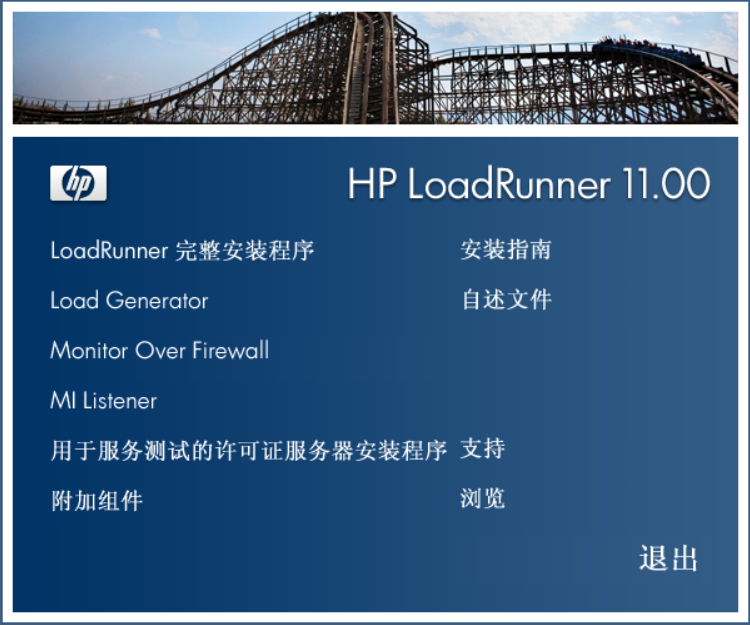 hp
HP LoadRunner 11.00
LoadRunner 完整安装程序
安装指南
Load Generator
自述文件
Monitor Over Firewall
MI Listener
用于服务测试的许可证服务器安装程序
支持
附加组件
浏览
退出